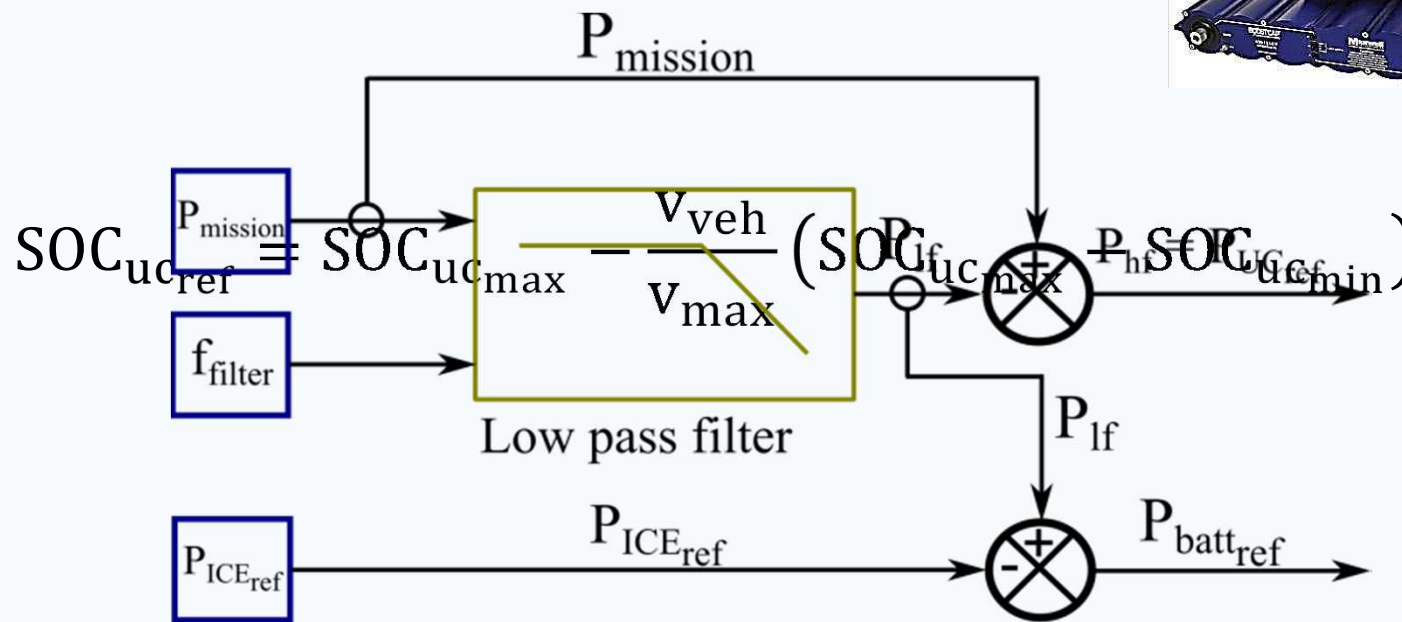 P_mission
BOOSTCAP
P_mission
SOC_uc_ref = SOC_uc_max − v_veh / v_max (SOC_uc_max − SOC_uc_min)
P_lf
+
-
P_hf = P_UC_ref
f_filter
Low pass filter
P_lf
P_ICE_ref
P_ICE_ref
+
-
P_batt_ref